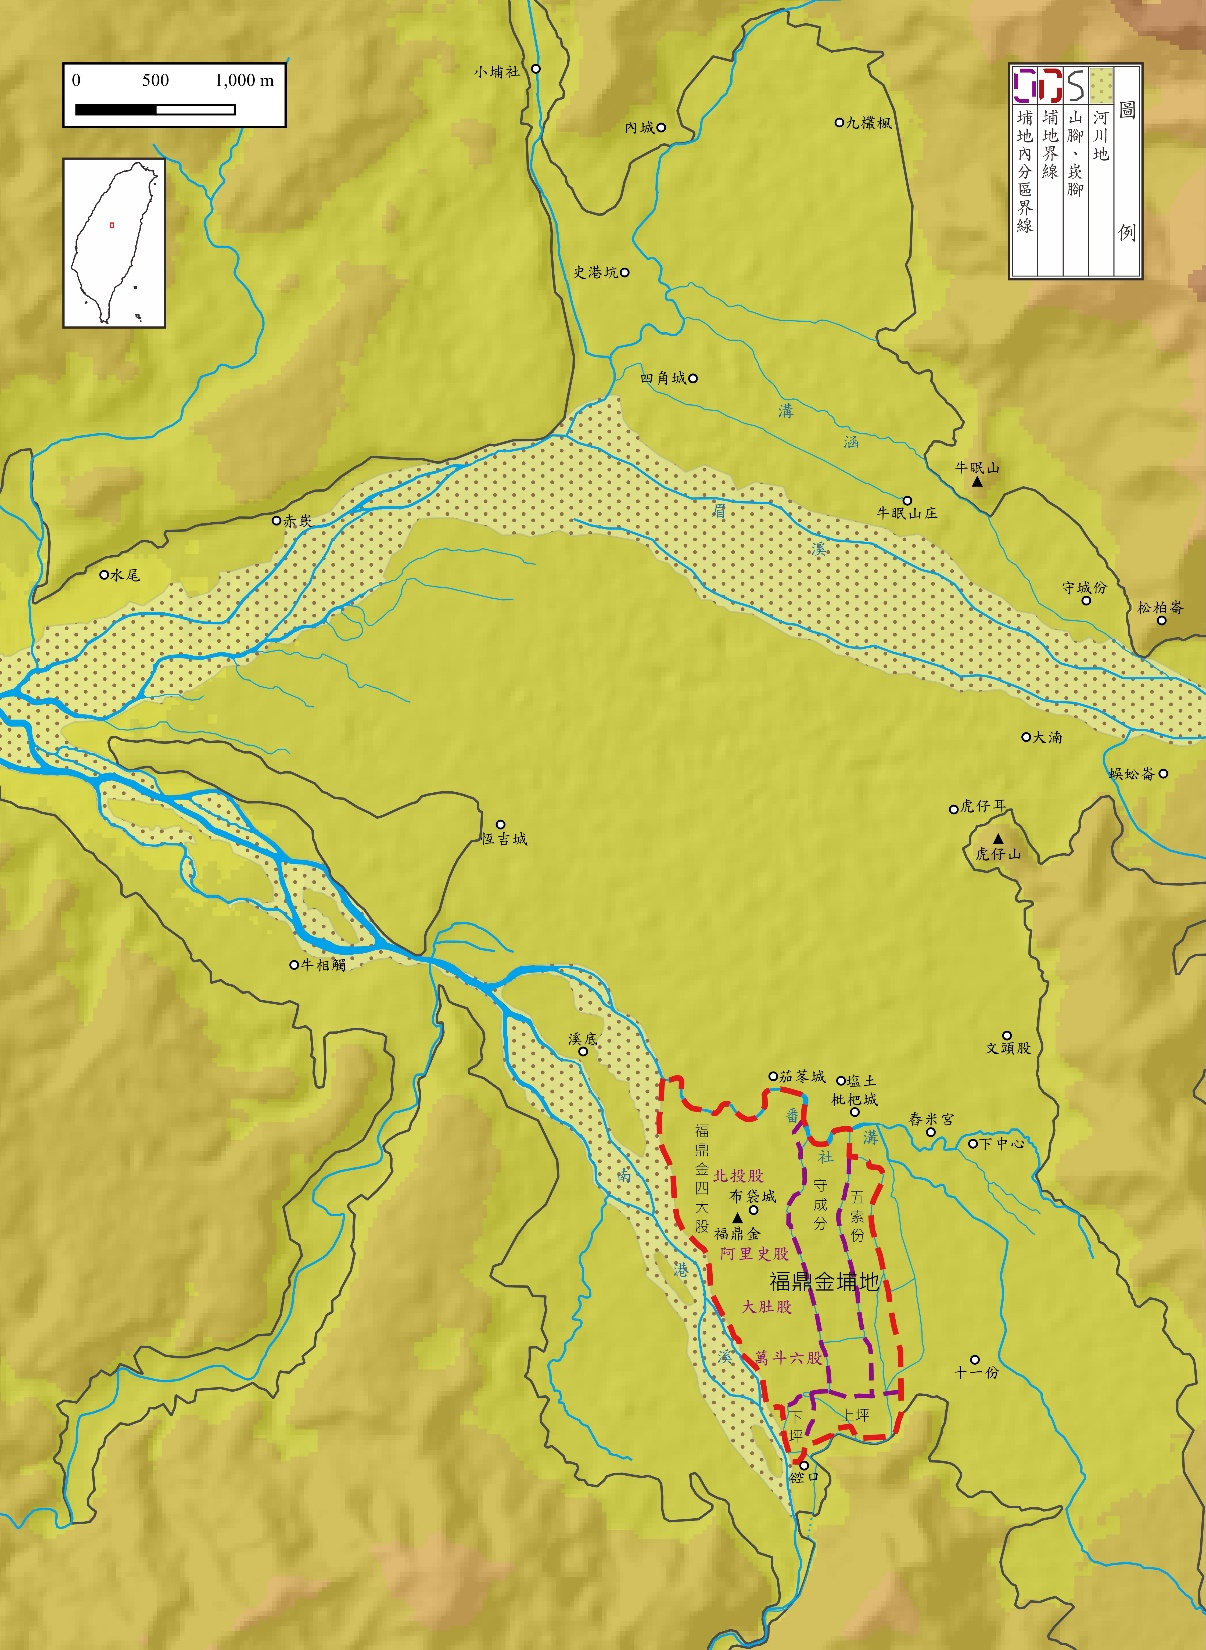 0 500 1,000 m
圖例
河川地
山腳、崁腳
埔地界線
埔地內分區界線
小埔社
內城
九欉楓
史港坑
四角城
溝
涵
牛眠山
牛眠山庄
赤崁
眉
溪
水尾
守城份
松柏崙
大湳
蜈蚣崙
虎仔耳
虎仔山
恆吉城
牛相觸
溪底
文頭股
茄苳城
塩土
枇杷城
番
社
溝
舂米宮
下中心
福鼎金四大股
北投股
布袋城
福鼎金
守成分
五索份
南
港
溪
阿里史股
福鼎金埔地
大肚股
萬斗六股
十一份
下坪
上坪
口